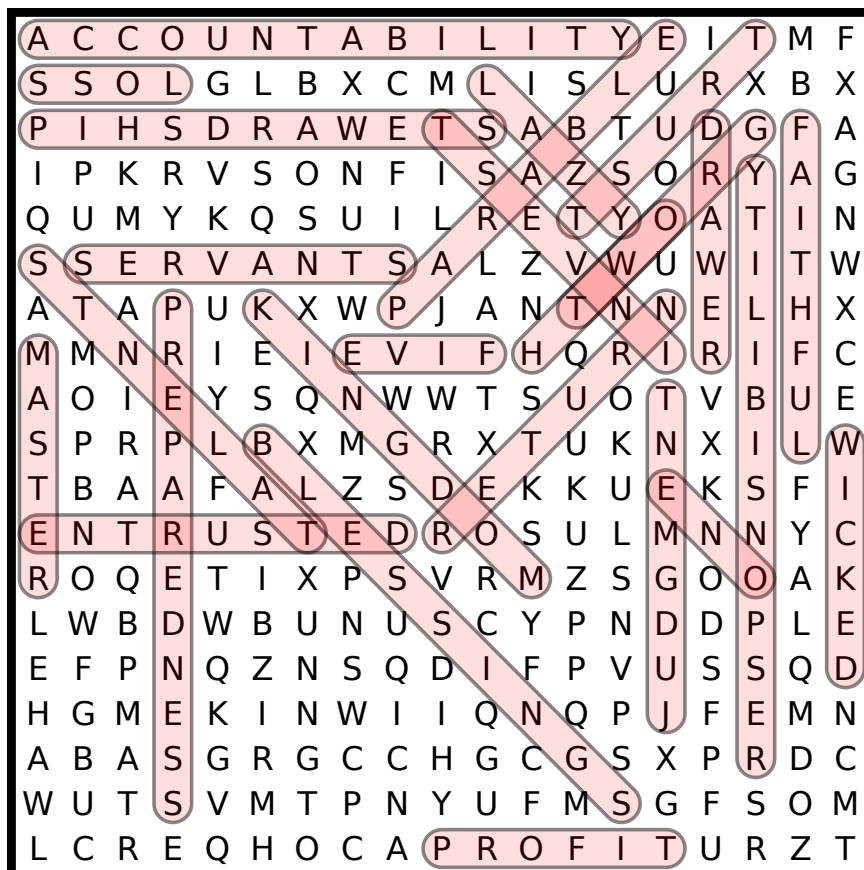 A C C O U N T A B I L I T Y E I T M F
S S O L G L B X C M L I S L U R X B X
P I H S D R A W E T S A B T U D G F A
I P K R V S O N F I S A Z S O R Y A G
Q U M Y K Q S U I L R E T Y O A T I N
S S E R V A N T S A L Z V W U W I T W
A T A P U K X W P J A N T N N E L H X
M M N R I E I E V I F H Q R I R I F C
A O I E Y S Q N W W T S U O T V B U E
S P R P L B X M G R X T U K N X I L W
T B A A F A L Z S D E K K U E K S F I
E N T R U S T E D R O S U L M N N Y C
R O Q E T I X P S V R M Z S G O O A K
L W B D W B U N U S C Y P N D D P L E
E F P N Q Z N S Q D I F P V U S S Q D
H G M E K I N W I I Q N Q P J F E M N
A B A S G R G C C H G C G S X P R D C
W U T S V M T P N Y U F M S G F S O M
L C R E Q H O C A P R O F I T U R Z T